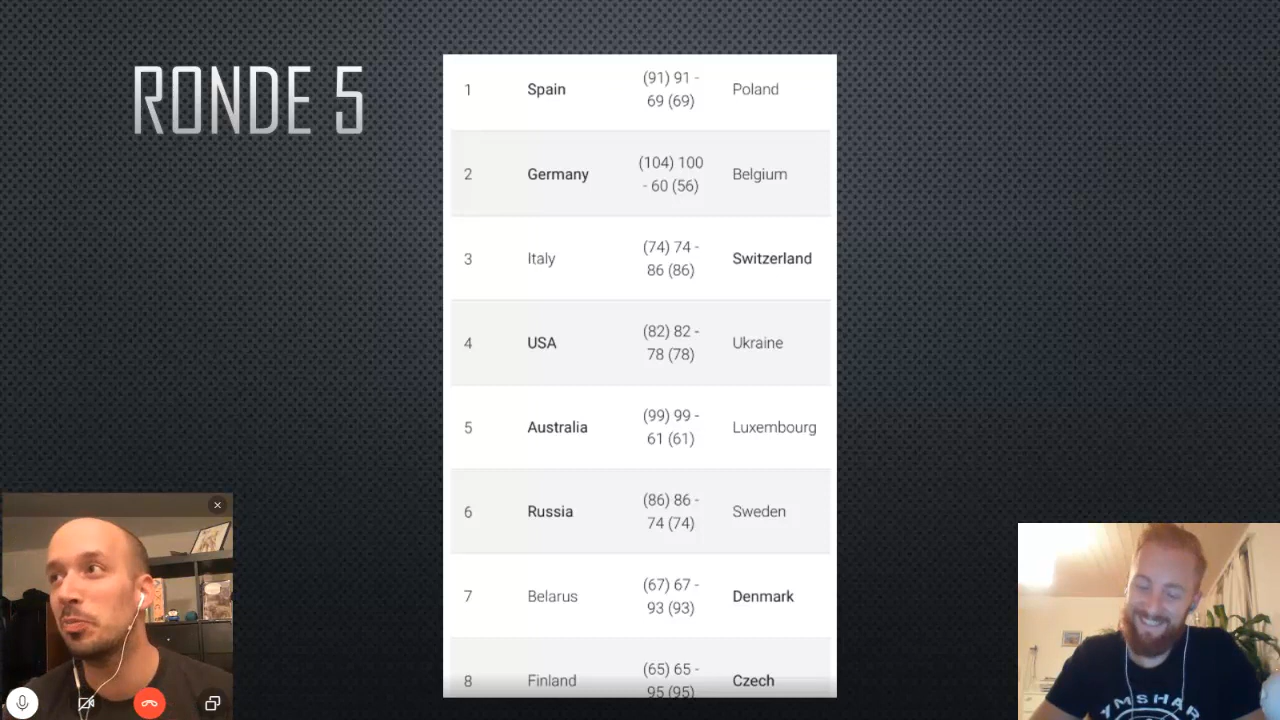 RONDE 5
1 Spain (91) 91 - Poland
69 (69)
2 Germany (104) 100 Belgium
- 60 (56)
3 Italy (74) 74 - Switzerland
86 (86)
4 USA (82) 82 - Ukraine
78 (78)
5 Australia (99) 99 - Luxembourg
61 (61)
6 Russia (86) 86 - Sweden
74 (74)
7 Belarus (67) 67 - Denmark
93 (93)
8 Finland (65) 65 - Czech
95 (95)
YMSHAR